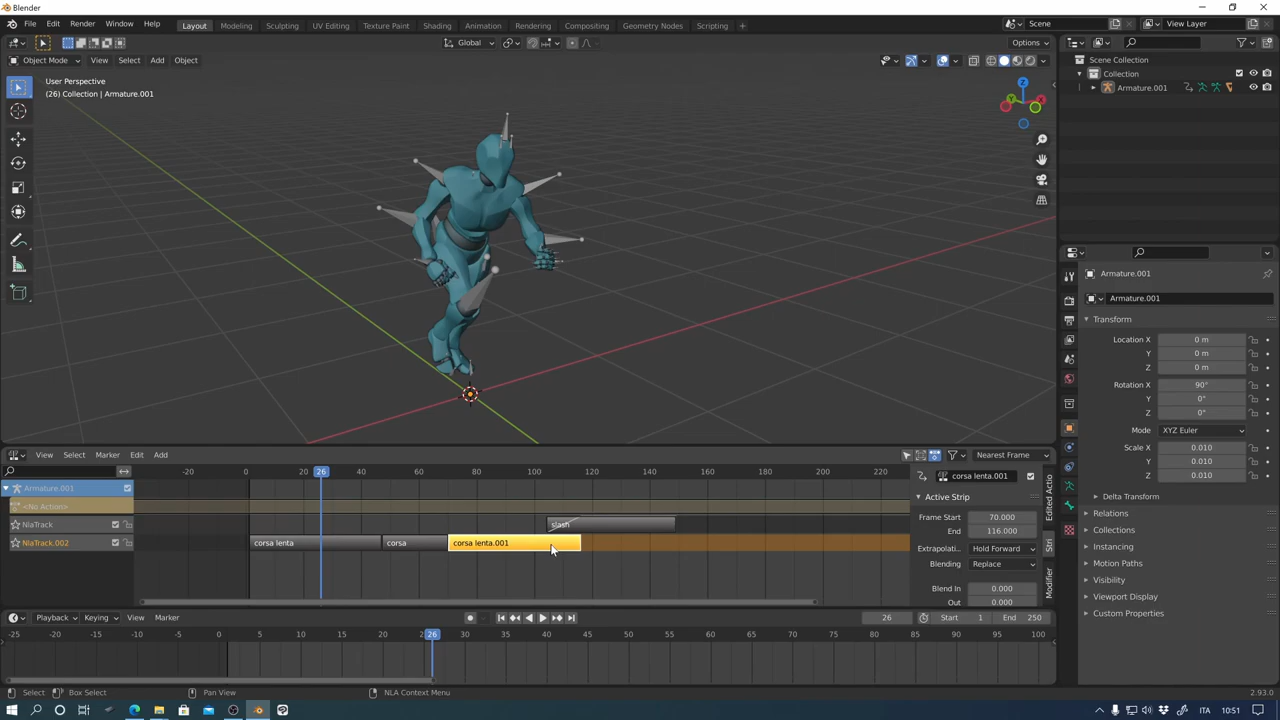 Blender
File Edit Render Window Help Layout Modeling Sculpting UV Editing Texture Paint Shading Animation Rendering Compositing Geometry Nodes Scripting + Scene View Layer
Global Options
Object Mode View Select Add Object
User Perspective
(26) Collection | Armature.001
Z
Y X
Scene Collection
Collection
Armature.001
Armature.001
Armature.001
Transform
Location X 0 m
Y 0 m
Z 0 m
Rotation X 90°
Y 0°
Z 0°
Mode XYZ Euler
Scale X 0.010
Y 0.010
Z 0.010
Delta Transform
Relations
Collections
Instancing
Motion Paths
Visibility
Viewport Display
Custom Properties
View Select Marker Edit Add Nearest Frame
-20 0 20 26 40 60 80 100 120 140 160 180 200 220
Armature.001
<No Action>
NlaTrack slash
NlaTrack.002 corsa lenta corsa corsa lenta.001
corsa lenta.001
Active Strip
Frame Start 70.000
End 116.000
Extrapolati... Hold Forward
Blending Replace
Blend In 0.000
Out 0.000
Edited Actio
Stri
Modifier
Playback Keying View Marker 26 Start 1 End 250
-25 -20 -15 -10 -5 0 5 10 15 20 26 30 35 40 45 50 55 60 65 70 75 80 85 90 95 100
Select Box Select Pan View NLA Context Menu 2.93.0
ITA 10:51